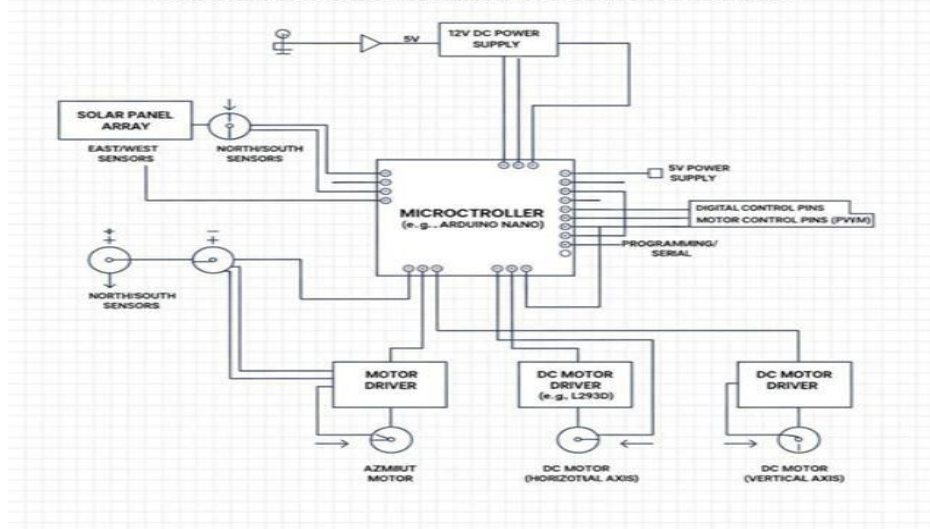 5V
12V DC POWER
SUPPLY
SOLAR PANEL
ARRAY
EAST/WEST
SENSORS
NORTH/SOUTH
SENSORS
5V POWER
SUPPLY
MICROCTROLLER
(e.g., ARDUINO NANO)
DIGITAL CONTROL PINS
MOTOR CONTROL PINS (PWM)
PROGRAMMING/
SERIAL
NORTH!SOUTH
SENSORS
MOTOR
DRIVER
DC MOTOR
DRIVER
(e.g., L293D)
DC MOTOR
DRIVER
AZMIIUT
MOTOR
DC MOTOR
(HORIZOTIAL AXIS)
DC MOTOR
(VERTICAL AXIS)